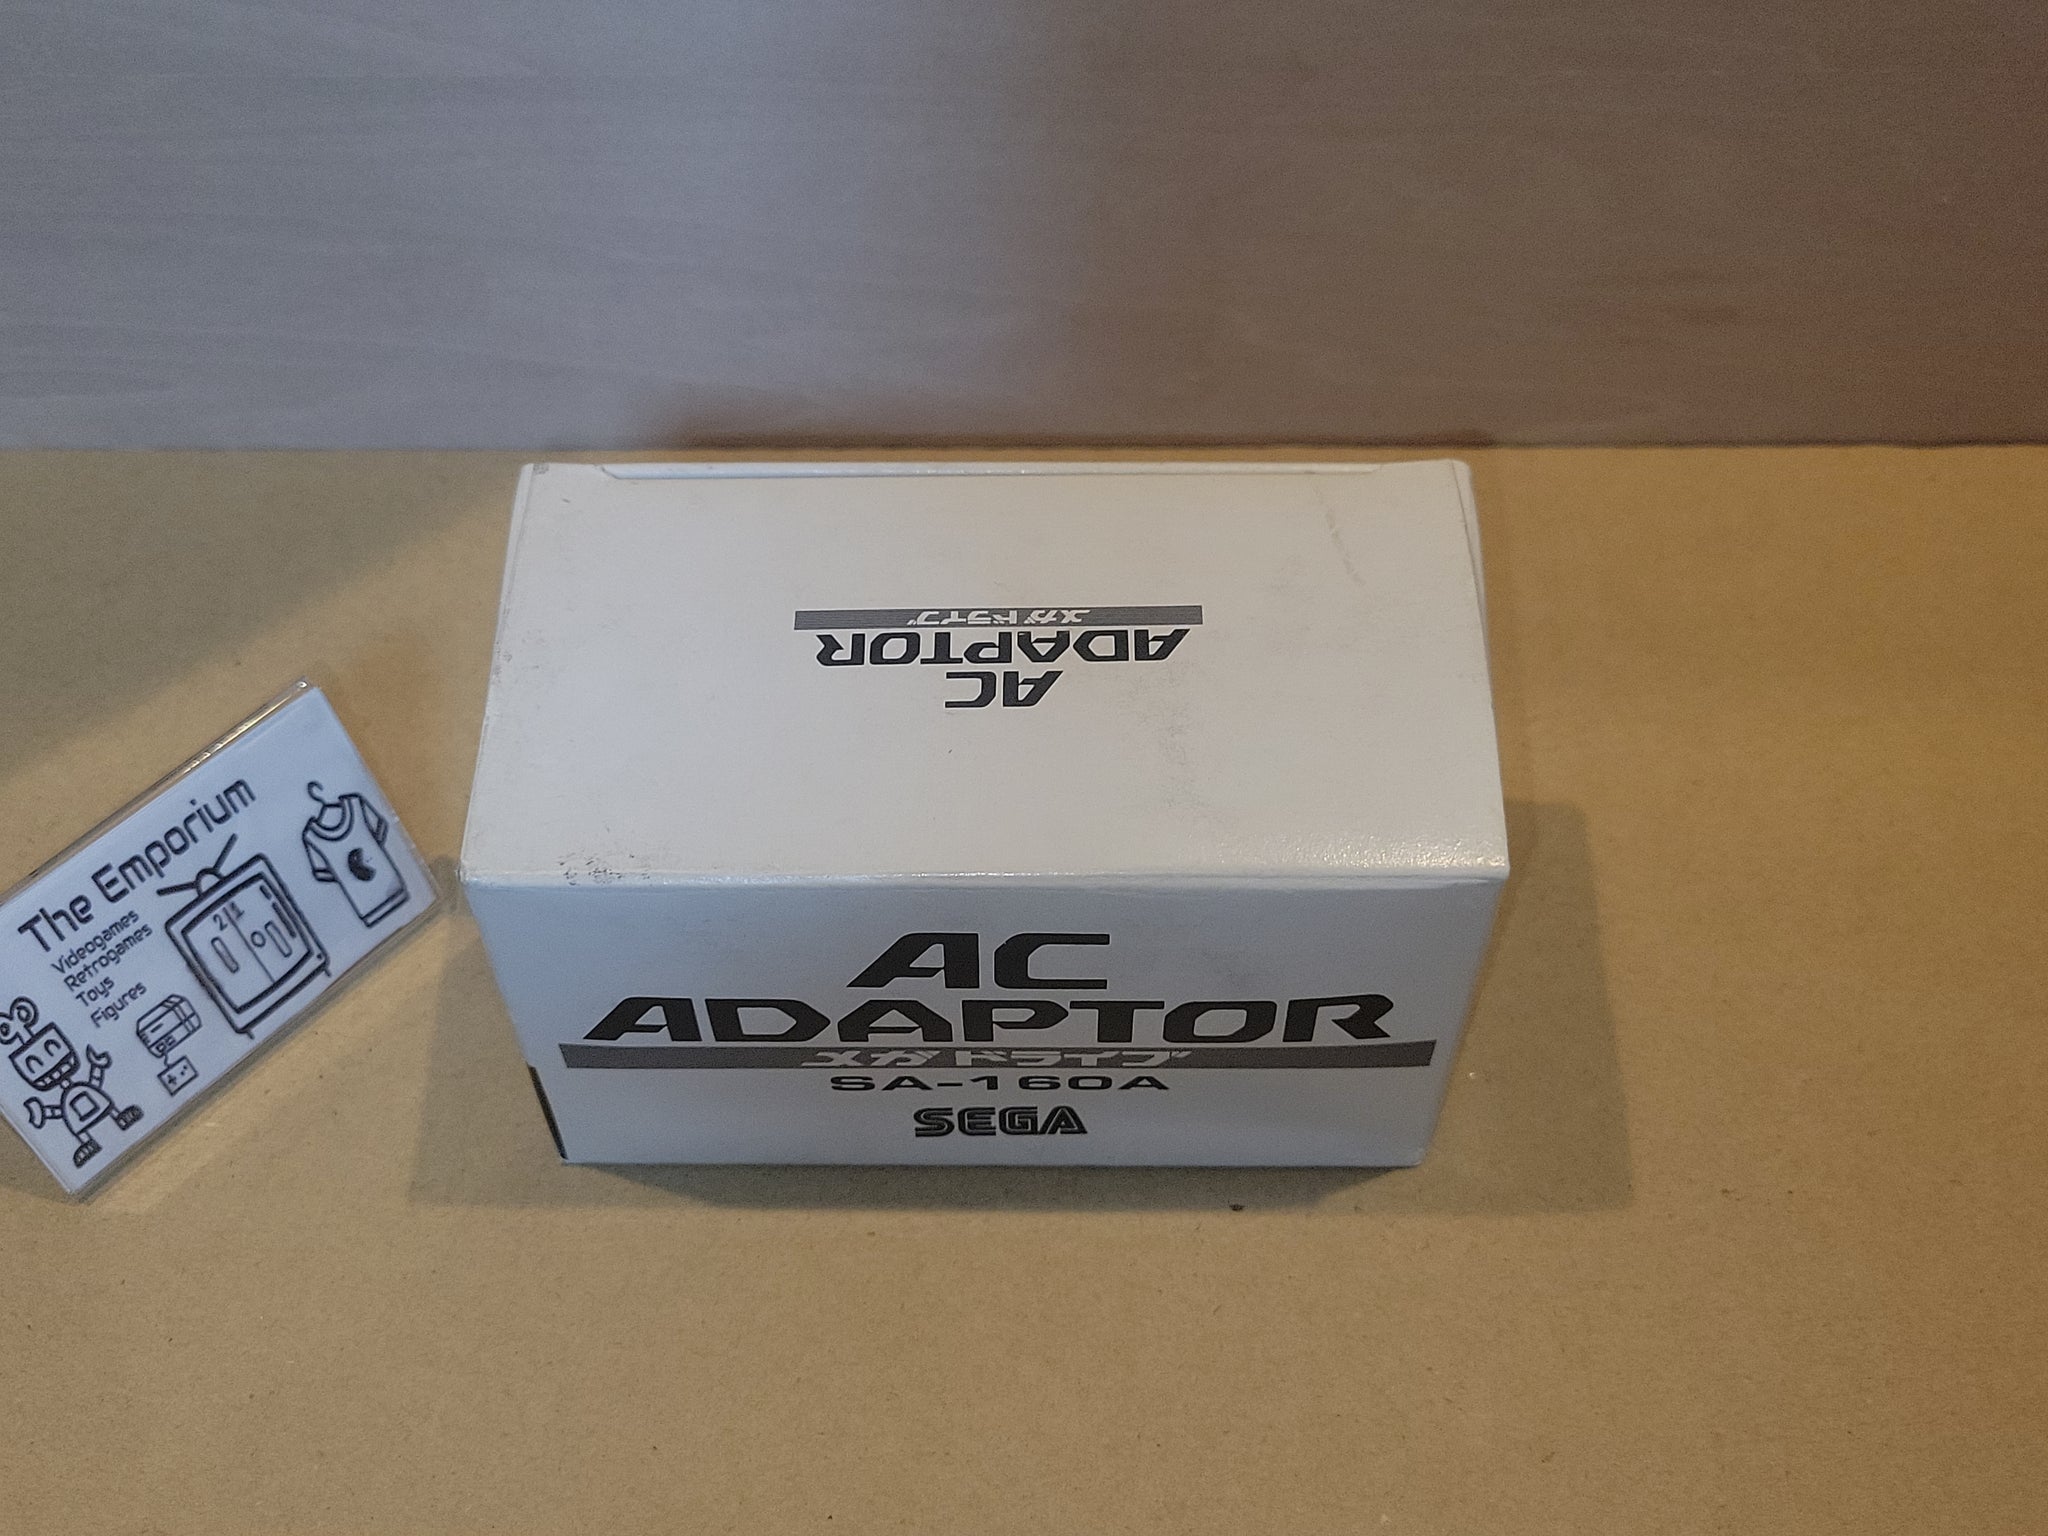 メガドライブ
ADAPTOR
AC
AC
ADAPTOR
メガドライブ
SA-160A
SEGA
The Emporium
Videogames
Retrogames
Toys
Figures
21